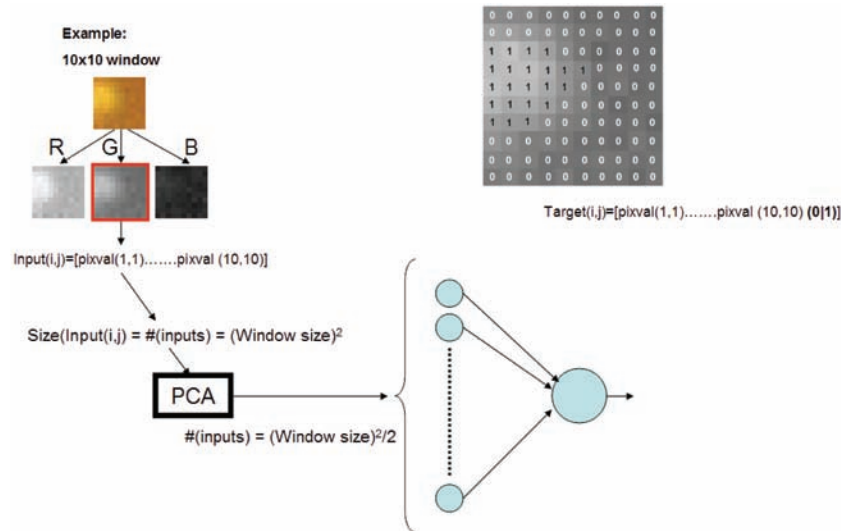 Example:
10x10 window
R G B
Input(i,j)=[pixval(1,1).......pixval (10,10)]
Size(Input(i,j) = #(inputs) = (Window size)²
PCA
#(inputs) = (Window size)²/2
0 0 0 0 0 0 0 0 0 0
0 0 0 0 0 0 0 0 0 0
1 1 1 1 0 0 0 0 0 0
1 1 1 1 1 1 0 0 0 0
1 1 1 1 1 0 0 0 0 0
1 1 1 1 0 0 0 0 0 0
1 1 1 0 0 0 0 0 0 0
0 0 0 0 0 0 0 0 0 0
0 0 0 0 0 0 0 0 0 0
0 0 0 0 0 0 0 0 0 0
Target(i,j)=[pixval(1,1).......pixval (10,10) (0|1)]